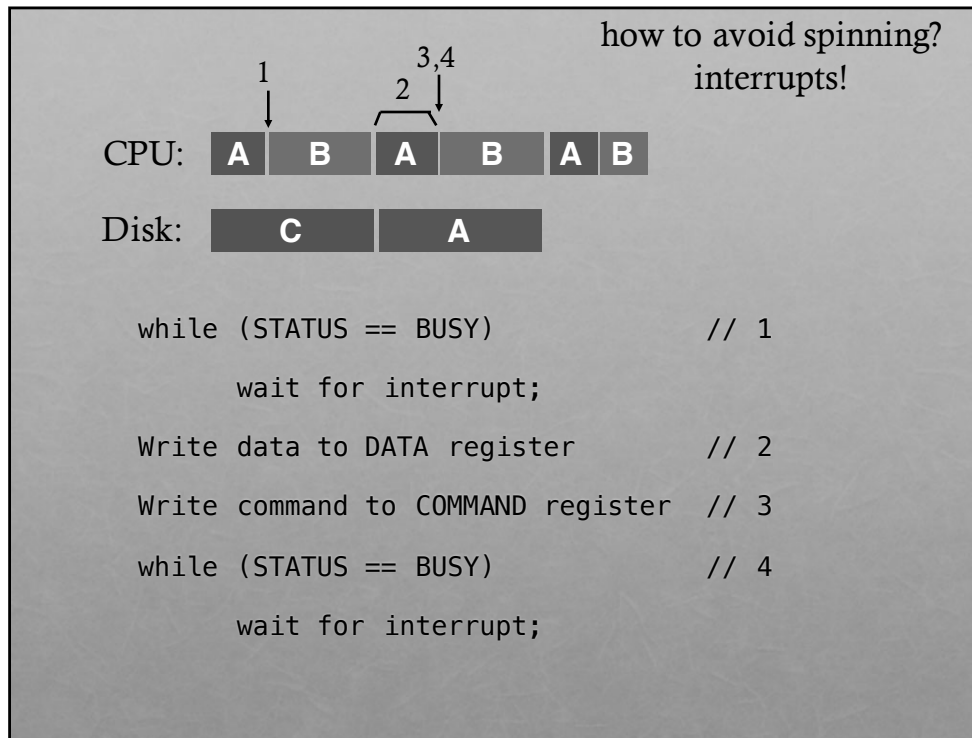 how to avoid spinning?
interrupts!
1
3,4
2
CPU: A B A B A B
Disk: C A
while (STATUS == BUSY) // 1
wait for interrupt;
Write data to DATA register // 2
Write command to COMMAND register // 3
while (STATUS == BUSY) // 4
wait for interrupt;